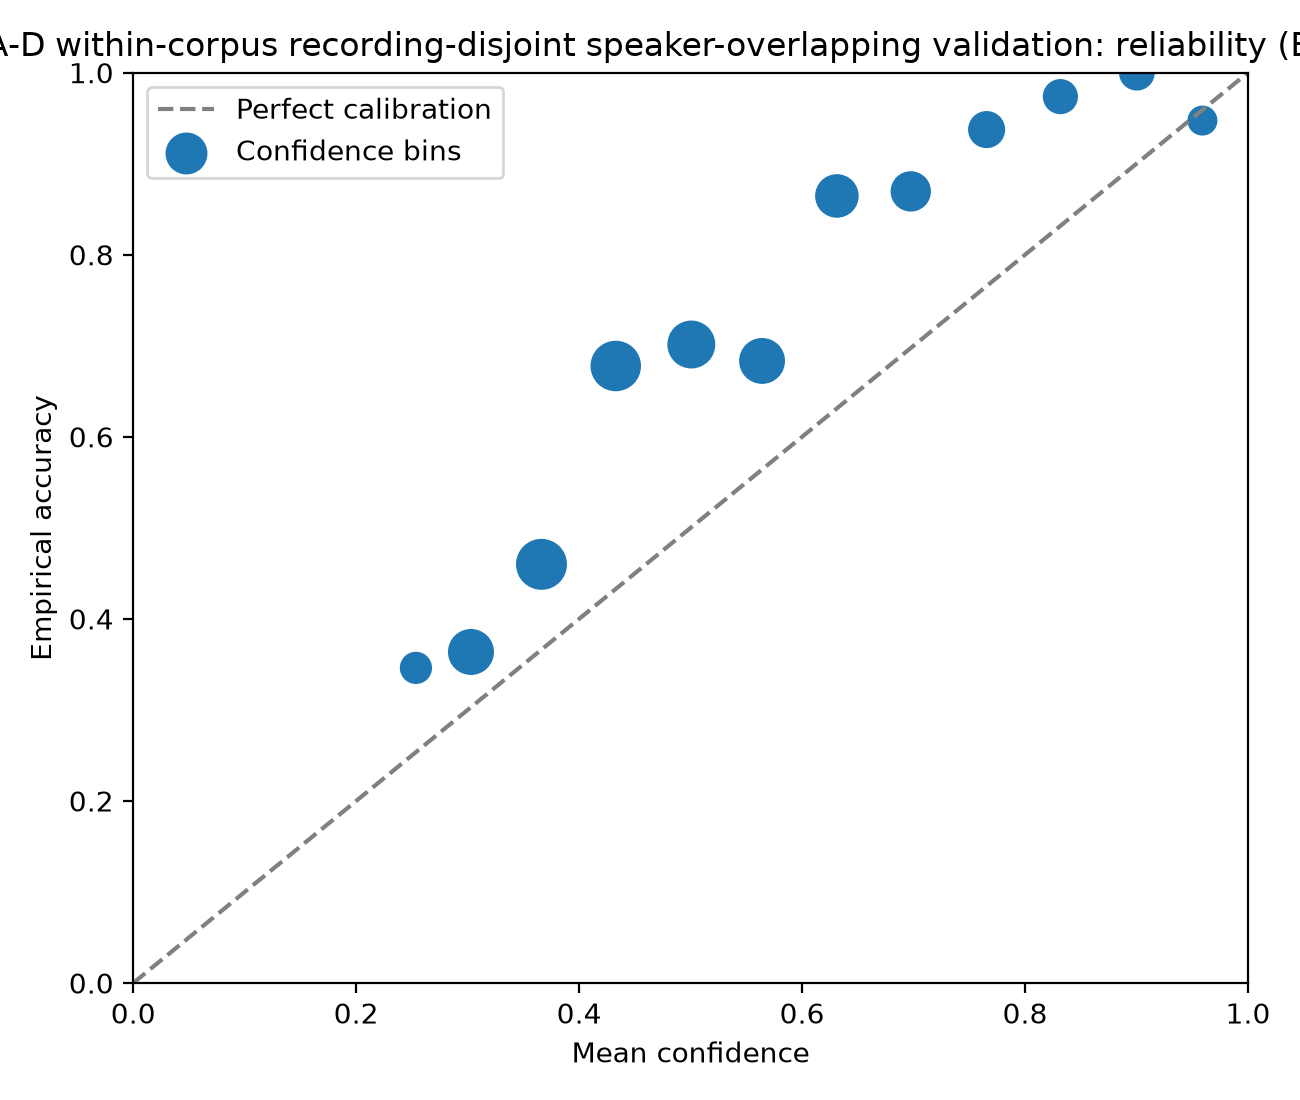 A-D within-corpus recording-disjoint speaker-overlapping validation: reliability (E
Perfect calibration
Confidence bins
1.0
0.8
0.6
0.4
0.2
0.0
Empirical accuracy
0.0 0.2 0.4 0.6 0.8 1.0
Mean confidence